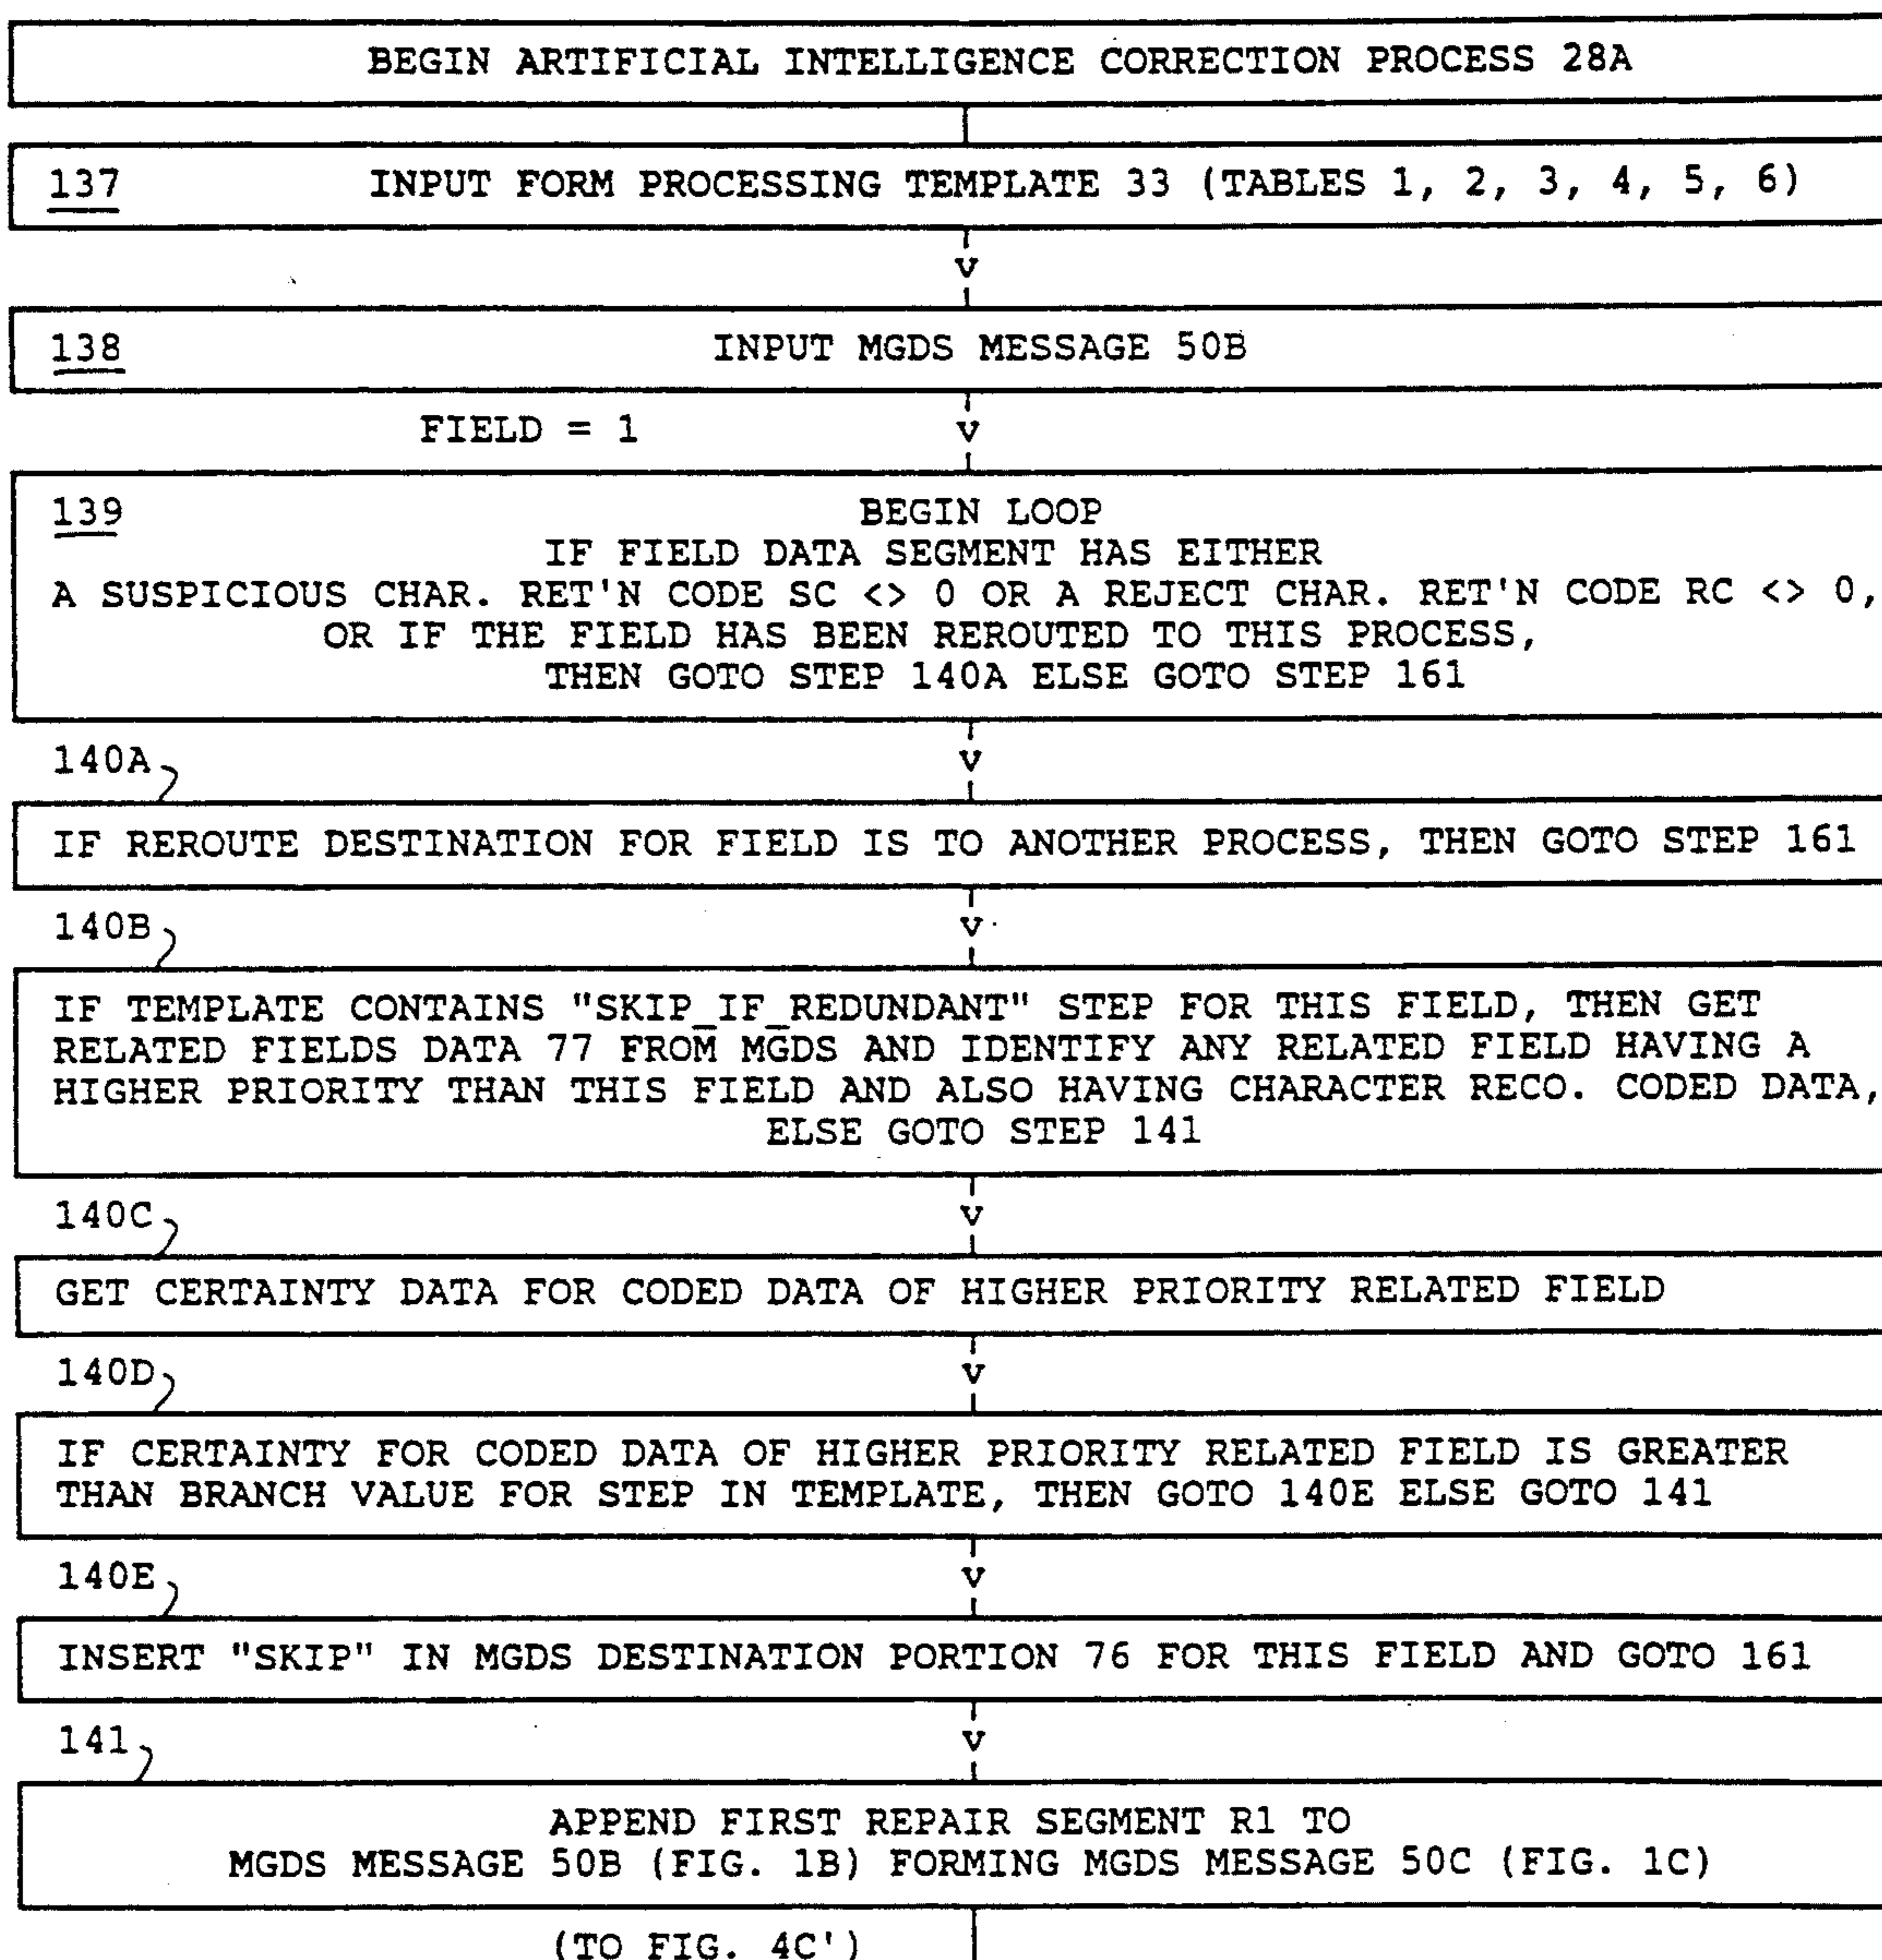 BEGIN ARTIFICIAL INTELLIGENCE CORRECTION PROCESS 28A
137 INPUT FORM PROCESSING TEMPLATE 33 (TABLES 1, 2, 3, 4, 5, 6)
V
138 INPUT MGDS MESSAGE 50B
FIELD = 1 V
139 BEGIN LOOP
IF FIELD DATA SEGMENT HAS EITHER
A SUSPICIOUS CHAR. RET'N CODE SC <> 0 OR A REJECT CHAR. RET'N CODE RC <> 0,
OR IF THE FIELD HAS BEEN REROUTED TO THIS PROCESS,
THEN GOTO STEP 140A ELSE GOTO STEP 161
140A V
IF REROUTE DESTINATION FOR FIELD IS TO ANOTHER PROCESS, THEN GOTO STEP 161
140B V
IF TEMPLATE CONTAINS "SKIP_IF_REDUNDANT" STEP FOR THIS FIELD, THEN GET
RELATED FIELDS DATA 77 FROM MGDS AND IDENTIFY ANY RELATED FIELD HAVING A
HIGHER PRIORITY THAN THIS FIELD AND ALSO HAVING CHARACTER RECO. CODED DATA,
ELSE GOTO STEP 141
140C V
GET CERTAINTY DATA FOR CODED DATA OF HIGHER PRIORITY RELATED FIELD
140D V
IF CERTAINTY FOR CODED DATA OF HIGHER PRIORITY RELATED FIELD IS GREATER
THAN BRANCH VALUE FOR STEP IN TEMPLATE, THEN GOTO 140E ELSE GOTO 141
140E V
INSERT "SKIP" IN MGDS DESTINATION PORTION 76 FOR THIS FIELD AND GOTO 161
141 V
APPEND FIRST REPAIR SEGMENT R1 TO
MGDS MESSAGE 50B (FIG. 1B) FORMING MGDS MESSAGE 50C (FIG. 1C)
(TO FIG. 4C')